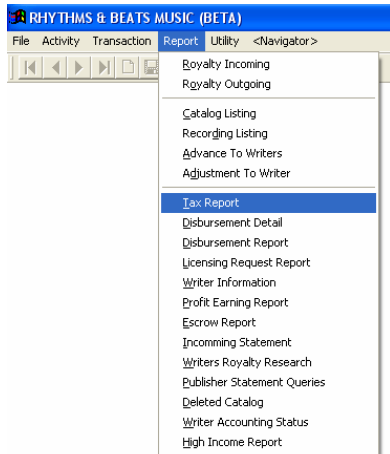 RHYTHMS & BEATS MUSIC (BETA)
File Activity Transaction Report Utility <Navigator>
Royalty Incoming
Royalty Outgoing
Catalog Listing
Recording Listing
Advance To Writers
Adjustment To Writer
Tax Report
Disbursement Detail
Disbursement Report
Licensing Request Report
Writer Information
Profit Earning Report
Escrow Report
Incomming Statement
Writers Royalty Research
Publisher Statement Queries
Deleted Catalog
Writer Accounting Status
High Income Report